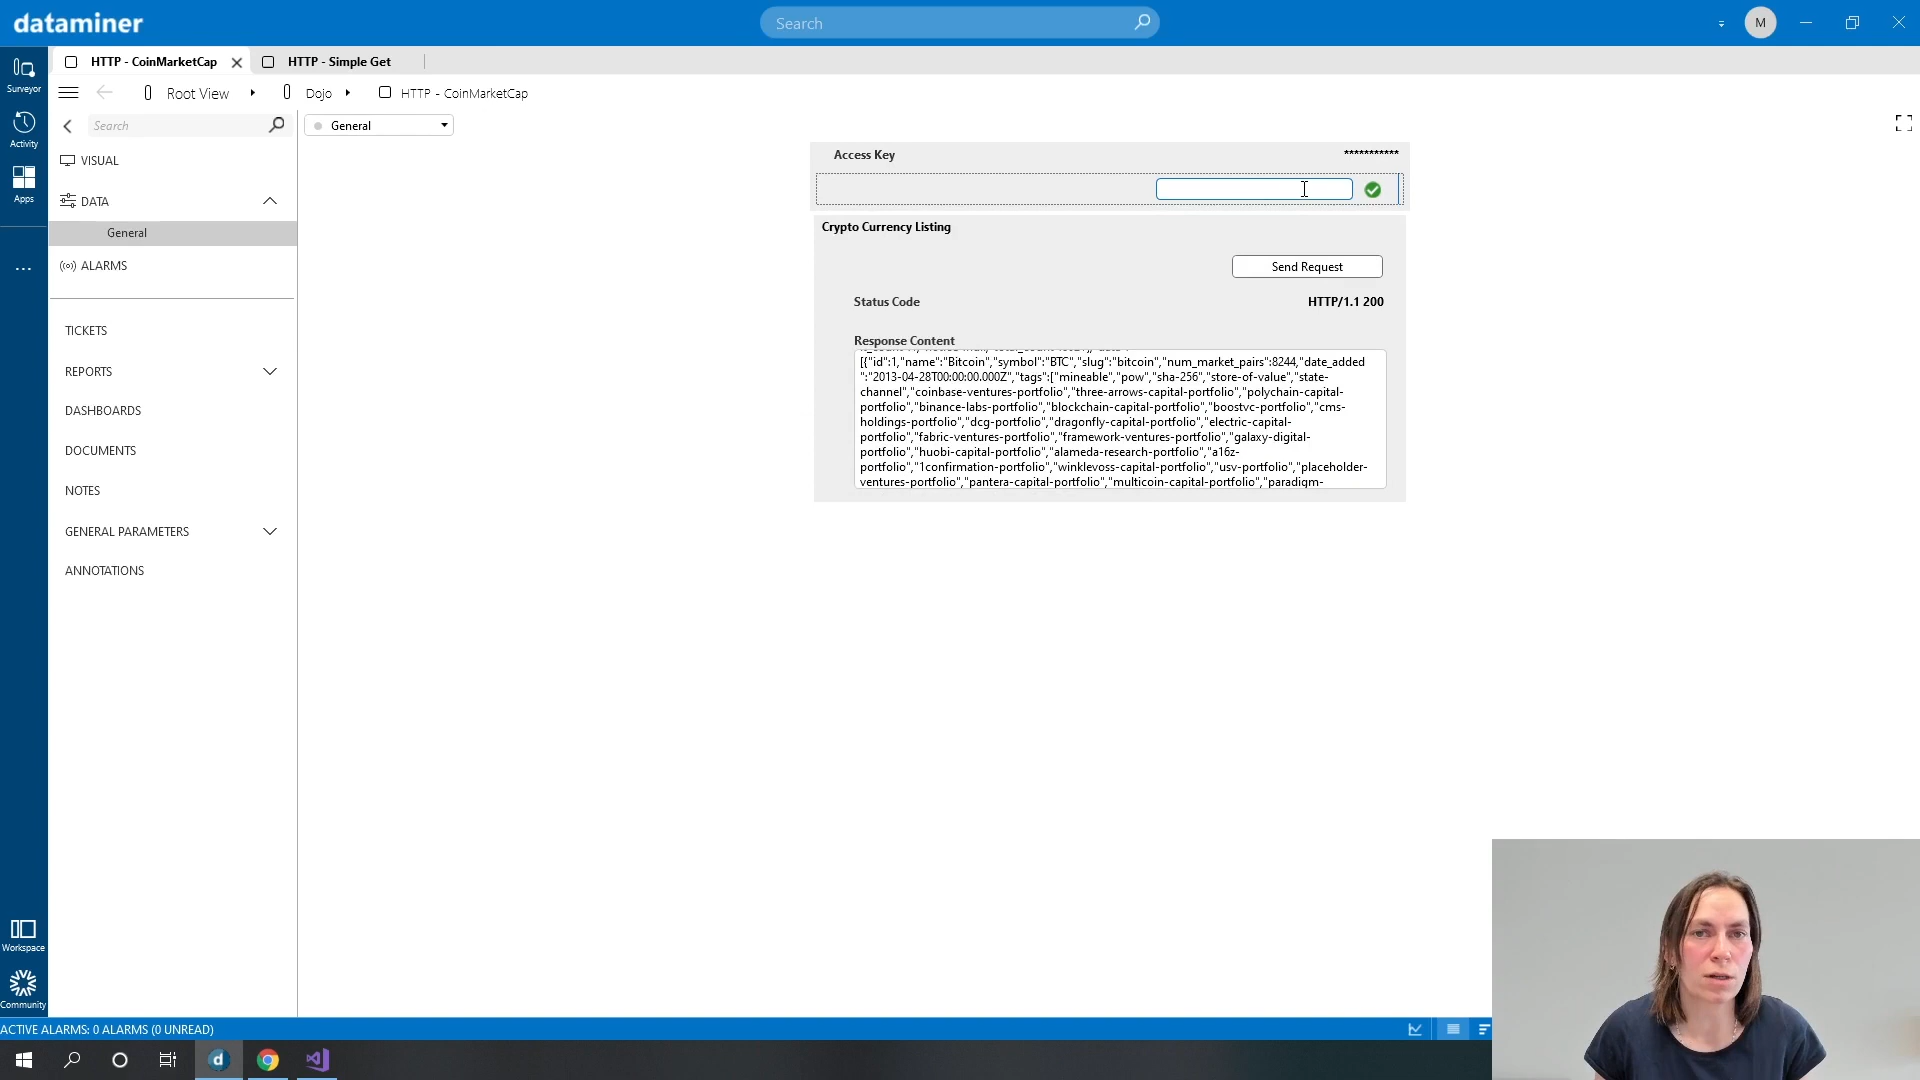 dataminer
Search
M
HTTP - CoinMarketCap
HTTP - Simple Get
Surveyor
Root View
Dojo
HTTP - CoinMarketCap
Search
General
Activity
VISUAL
Access Key
***********
Apps
DATA
General
Crypto Currency Listing
ALARMS
Send Request
Status Code
HTTP/1.1 200
TICKETS
Response Content
[{"id":1,"name":"Bitcoin","symbol":"BTC","slug":"bitcoin","num_market_pairs":8244,"date_added
":"2013-04-28T00:00:00.000Z","tags":["mineable","pow","sha-256","store-of-value","state-
channel","coinbase-ventures-portfolio","three-arrows-capital-portfolio","polychain-capital-
portfolio","binance-labs-portfolio","blockchain-capital-portfolio","boostvc-portfolio","cms-
holdings-portfolio","dcg-portfolio","dragonfly-capital-portfolio","electric-capital-
portfolio","fabric-ventures-portfolio","framework-ventures-portfolio","galaxy-digital-
portfolio","huobi-capital-portfolio","alameda-research-portfolio","a16z-
portfolio","1confirmation-portfolio","winklevoss-capital-portfolio","usv-portfolio","placeholder-
ventures-portfolio","pantera-capital-portfolio","multicoin-capital-portfolio","paradigm-
REPORTS
DASHBOARDS
DOCUMENTS
NOTES
GENERAL PARAMETERS
ANNOTATIONS
Workspace
Community
ACTIVE ALARMS: 0 ALARMS (0 UNREAD)